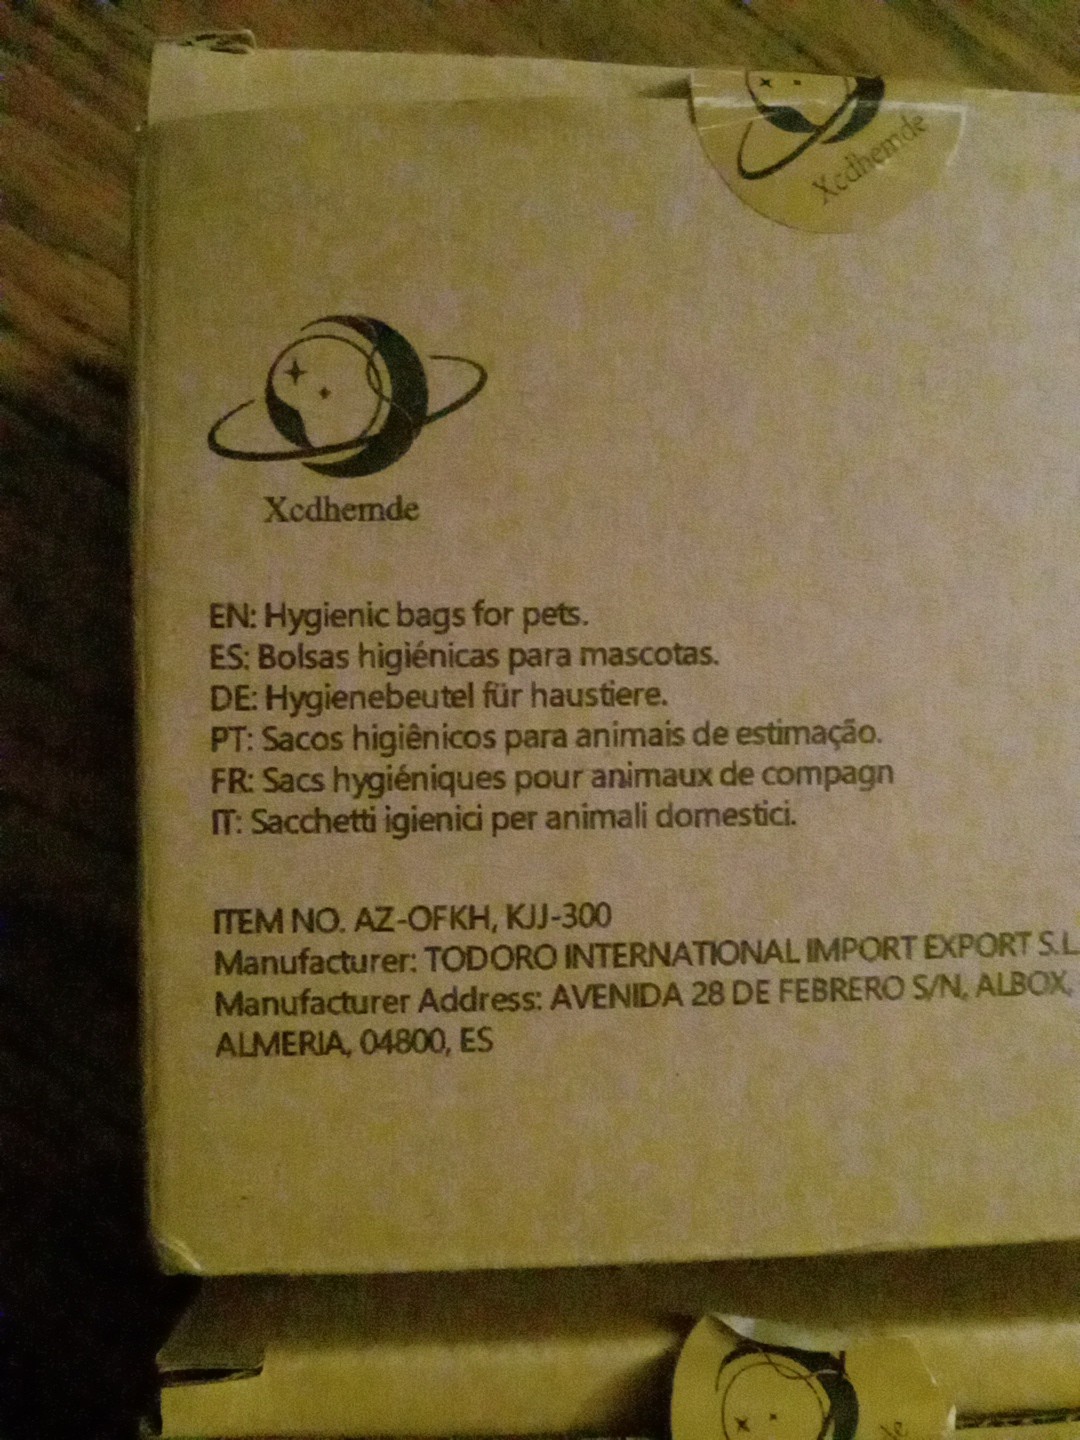 Xcdhemde
Xcdhemde
EN: Hygienic bags for pets.
ES: Bolsas higiénicas para mascotas.
DE: Hygienebeutel für haustiere.
PT: Sacos higiênicos para animais de estimação.
FR: Sacs hygiéniques pour animaux de compagn
IT: Sacchetti igienici per animali domestici.
ITEM NO. AZ-OFKH, KJJ-300
Manufacturer: TODORO INTERNATIONAL IMPORT EXPORT S.L
Manufacturer Address: AVENIDA 28 DE FEBRERO S/N, ALBOX,
ALMERIA, 04800, ES
de